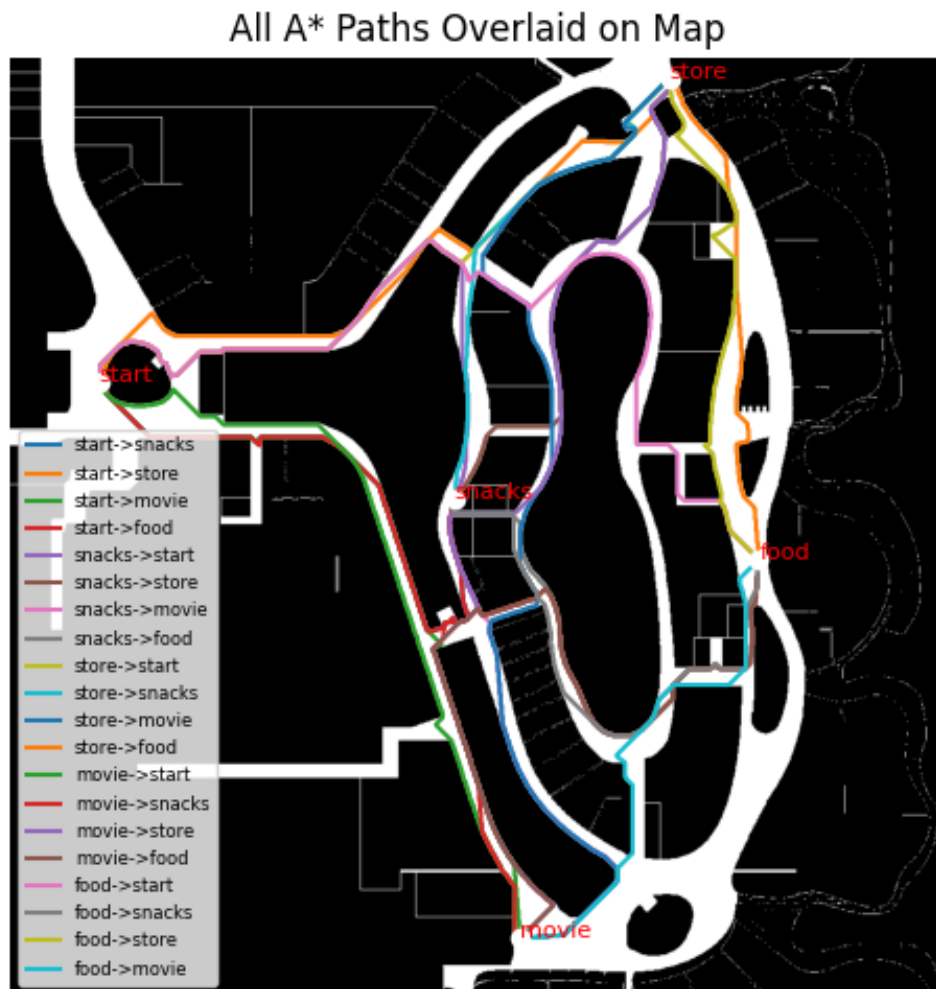 All A* Paths Overlaid on Map
store
start
start->snacks
start->store
start->movie
start->food
snacks->start
snacks->store
snacks->movie
snacks->food
store->start
store->snacks
store->movie
store->food
movie->start
movie->snacks
movie->store
movie->food
food->start
food->snacks
food->store
food->movie
snacks
food
movie